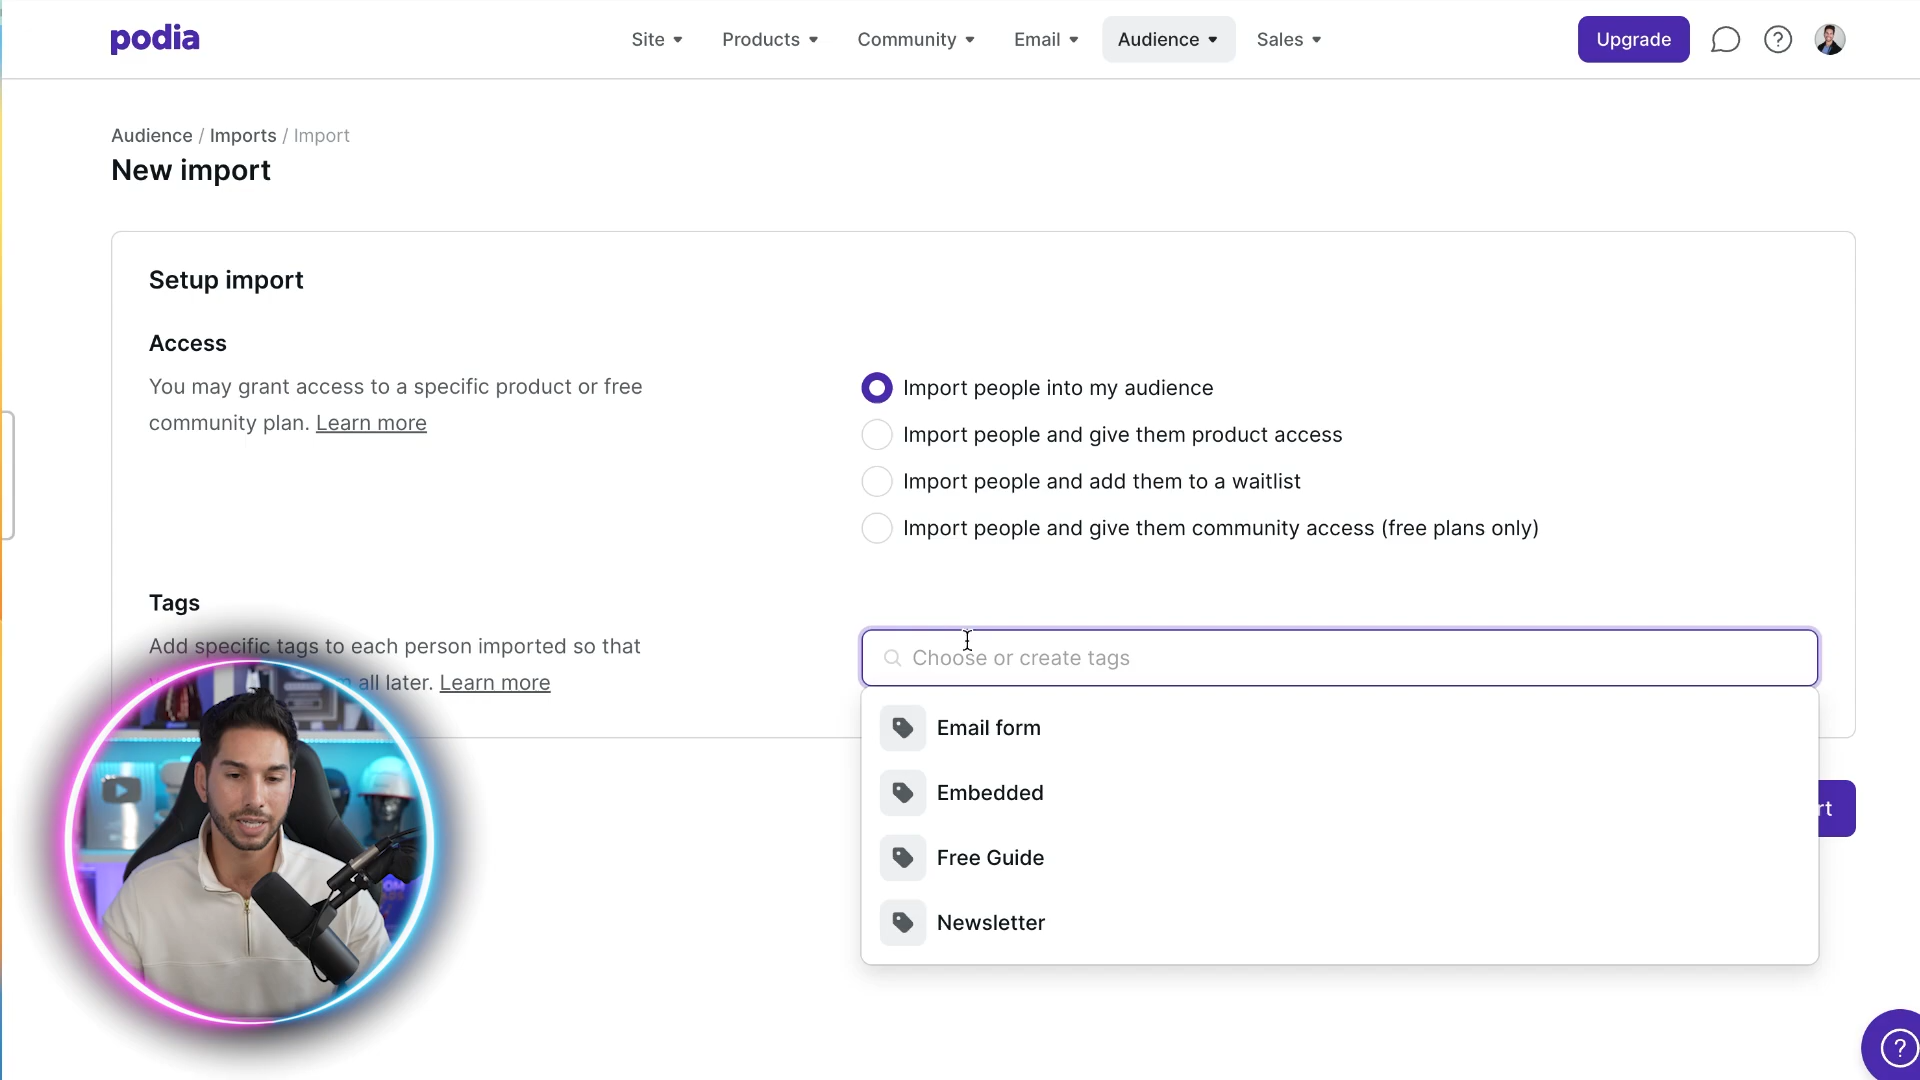 podia
Site
Products
Community
Email
Audience
Sales
Upgrade
Audience / Imports / Import
New import
Setup import
Access
You may grant access to a specific product or free
community plan. Learn more
Import people into my audience
Import people and give them product access
Import people and add them to a waitlist
Import people and give them community access (free plans only)
Tags
Add specific tags to each person imported so that
all later. Learn more
Choose or create tags
Email form
Embedded
Free Guide
Newsletter